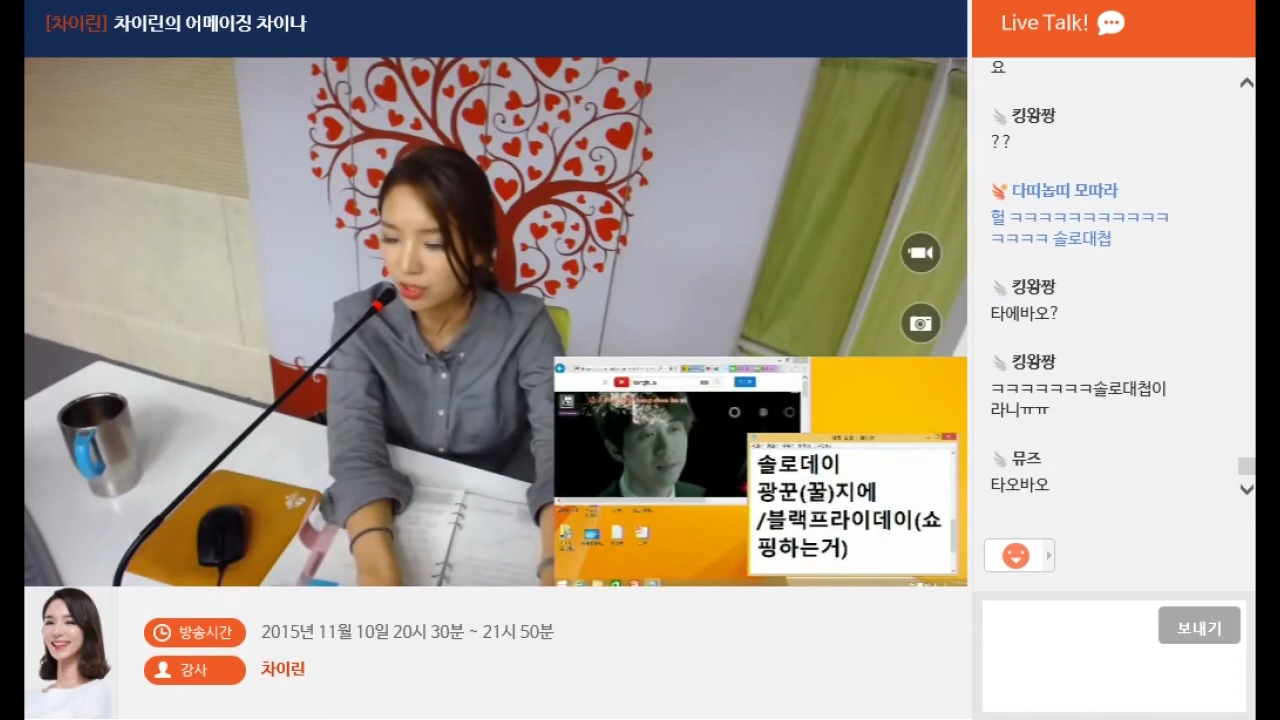 [차이린] 차이린의 어메이징 차이나
Live Talk!
요
킹왕짱
??
다띠놉띠 모따라
헐 ㅋㅋㅋㅋㅋㅋㅋㅋㅋㅋㅋ
ㅋㅋㅋㅋ 솔로대첩
킹왕짱
타에바오?
킹왕짱
ㅋㅋㅋㅋㅋㅋㅋ솔로대첩이
라니ㅠㅠ
뮤즈
타오바오
솔로데이
광꾼(꿀)지에
/블랙프라이데이(쇼
핑하는거)
방송시간 2015년 11월 10일 20시 30분 ~ 21시 50분
강사 차이린
보내기